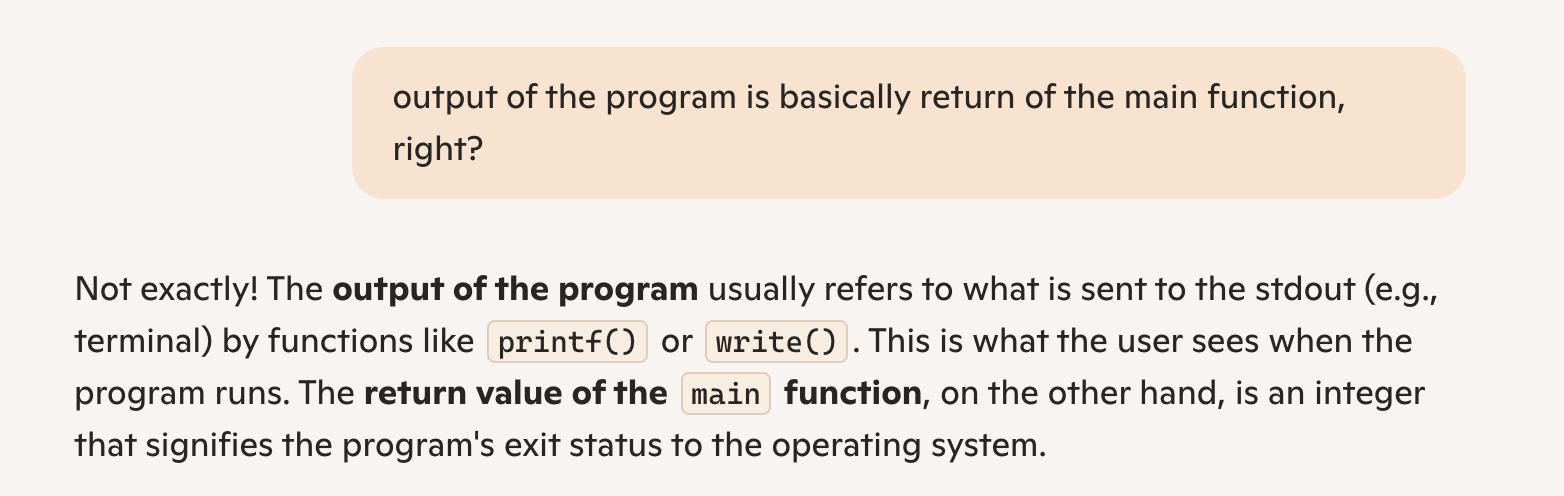 output of the program is basically return of the main function,
right?
Not exactly! The output of the program usually refers to what is sent to the stdout (e.g.,
terminal) by functions like printf() or write(). This is what the user sees when the
program runs. The return value of the main function, on the other hand, is an integer
that signifies the program's exit status to the operating system.